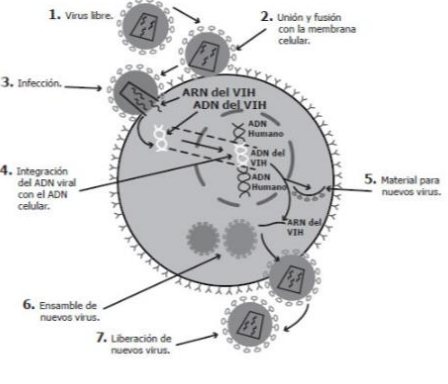 1. Virus libre.
2. Unión y fusión
con la membrana
celular.
3. Infección.
ARN del VIH
ADN del VIH
ADN
Humano
ADN del
VIH
ADN
Humano
4. Integración
del ADN viral
con el ADN
celular.
5. Material para
nuevos virus.
ARN del
VIH
6. Ensamble de
nuevos virus.
7. Liberación de
nuevos virus.